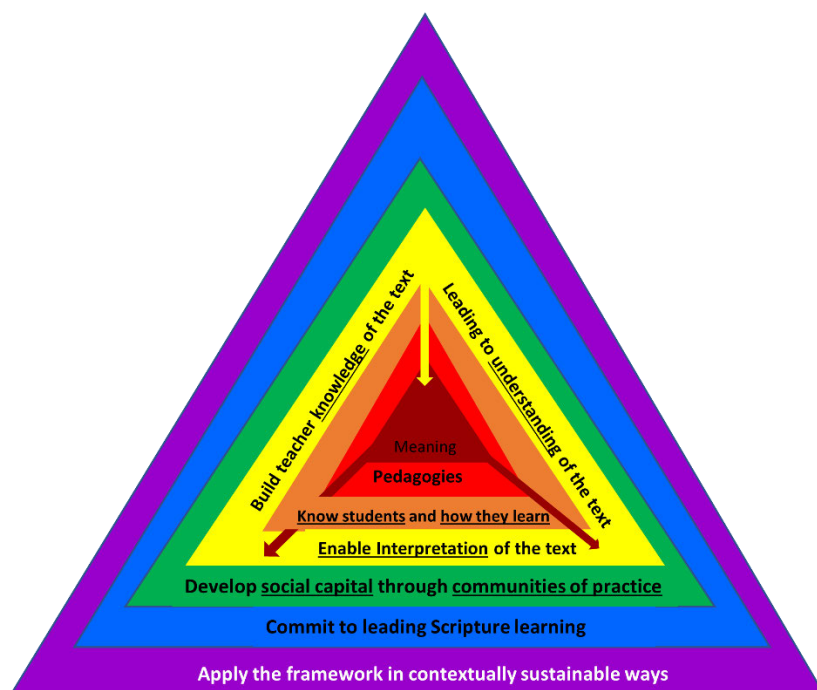 Build teacher knowledge of the text
Leading to understanding of the text
Meaning
Pedagogies
Know students and how they learn
Enable Interpretation of the text
Develop social capital through communities of practice
Commit to leading Scripture learning
Apply the framework in contextually sustainable ways